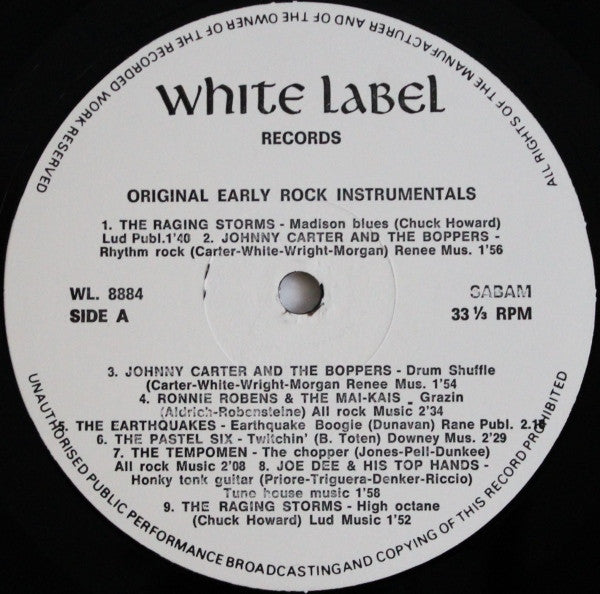 ALL RIGHTS OF THE MANUFACTURER AND OF THE OWNER OF THE RECORDED WORK RESERVED
White Label
RECORDS
ORIGINAL EARLY ROCK INSTRUMENTALS
1. THE RAGING STORMS - Madison blues (Chuck Howard)
Lud Publ.1'40 2. JOHNNY CARTER AND THE BOPPERS -
Rhythm rock (Carter-White-Wright-Morgan) Renee Mus. 1'56
WL. 8884
SIDE A
SABAM
33 1/3 RPM
3. JOHNNY CARTER AND THE BOPPERS - Drum Shuffle
(Carter-White-Wright-Morgan Renee Mus. 1'54
4. RONNIE ROBENS & THE MAI-KAIS - Grazin
(Aldrich-Robensteine) All rock Music 2'34
5. THE EARTHQUAKES - Earthquake Boogie (Dunavan) Rane Publ.
6. THE PASTEL SIX - Twitchin' (B. Toten) Downey Mus. 2'29
7. THE TEMPOMEN - The chopper (Jones-Pell-Dunkee)
All rock Music 2'08 8. JOE DEE & HIS TOP HANDS -
Honky tonk guitar (Priore-Triguera-Denker-Riccio)
Tune house music 1'58
9. THE RAGING STORMS - High octane
(Chuck Howard) Lud Music 1'52
UNAUTHORISED PUBLIC PERFORMANCE BROADCASTING AND COPYING OF THIS RECORD PROHIBITED